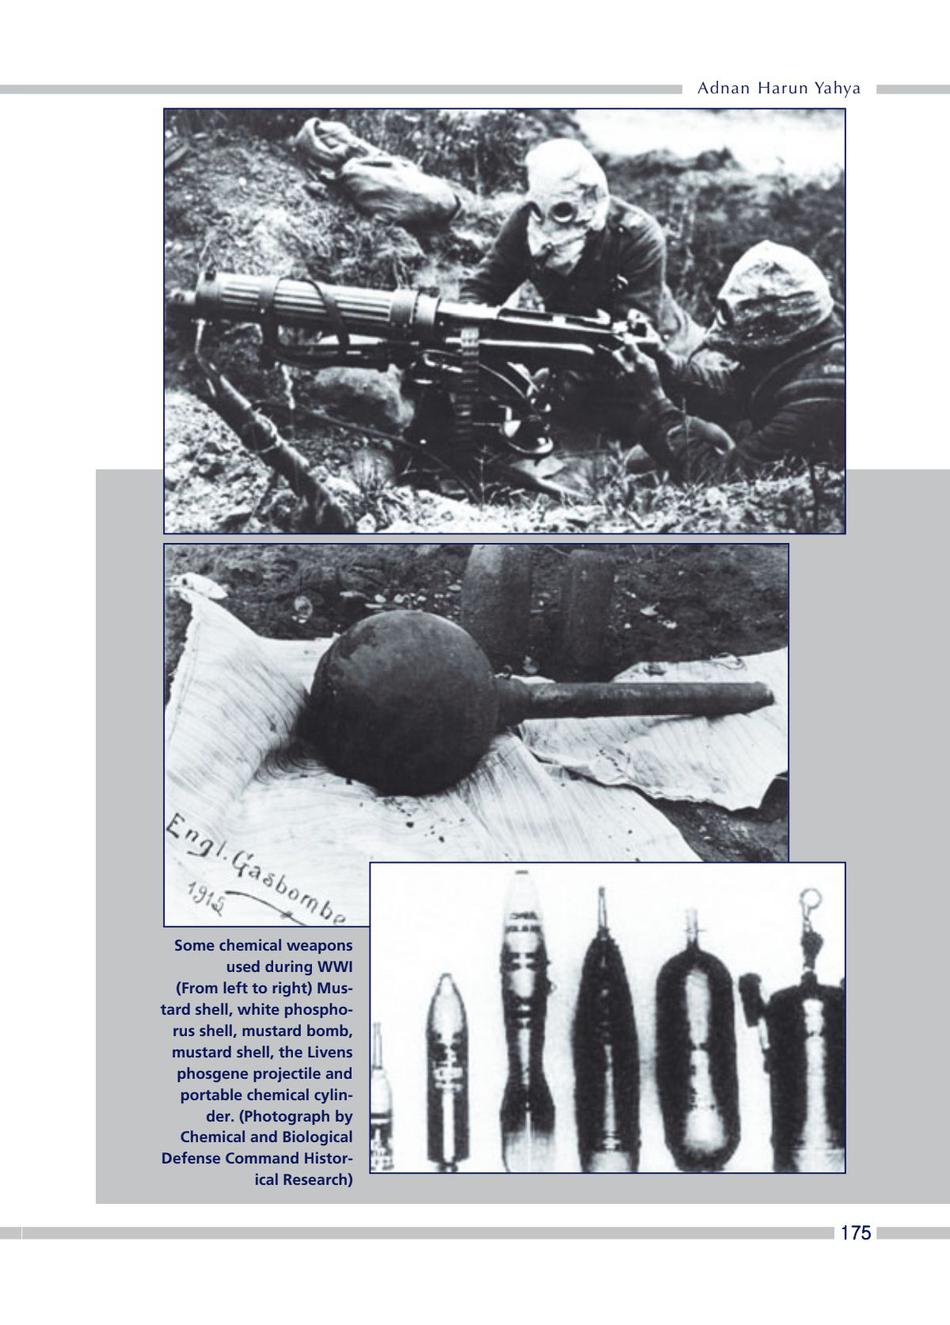 Adnan Harun Yahya
Engl. Gasbombe
1915
Some chemical weapons
used during WWI
(From left to right) Mus-
tard shell, white phospho-
rus shell, mustard bomb,
mustard shell, the Livens
phosgene projectile and
portable chemical cylin-
der. (Photograph by
Chemical and Biological
Defense Command Histor-
ical Research)
175